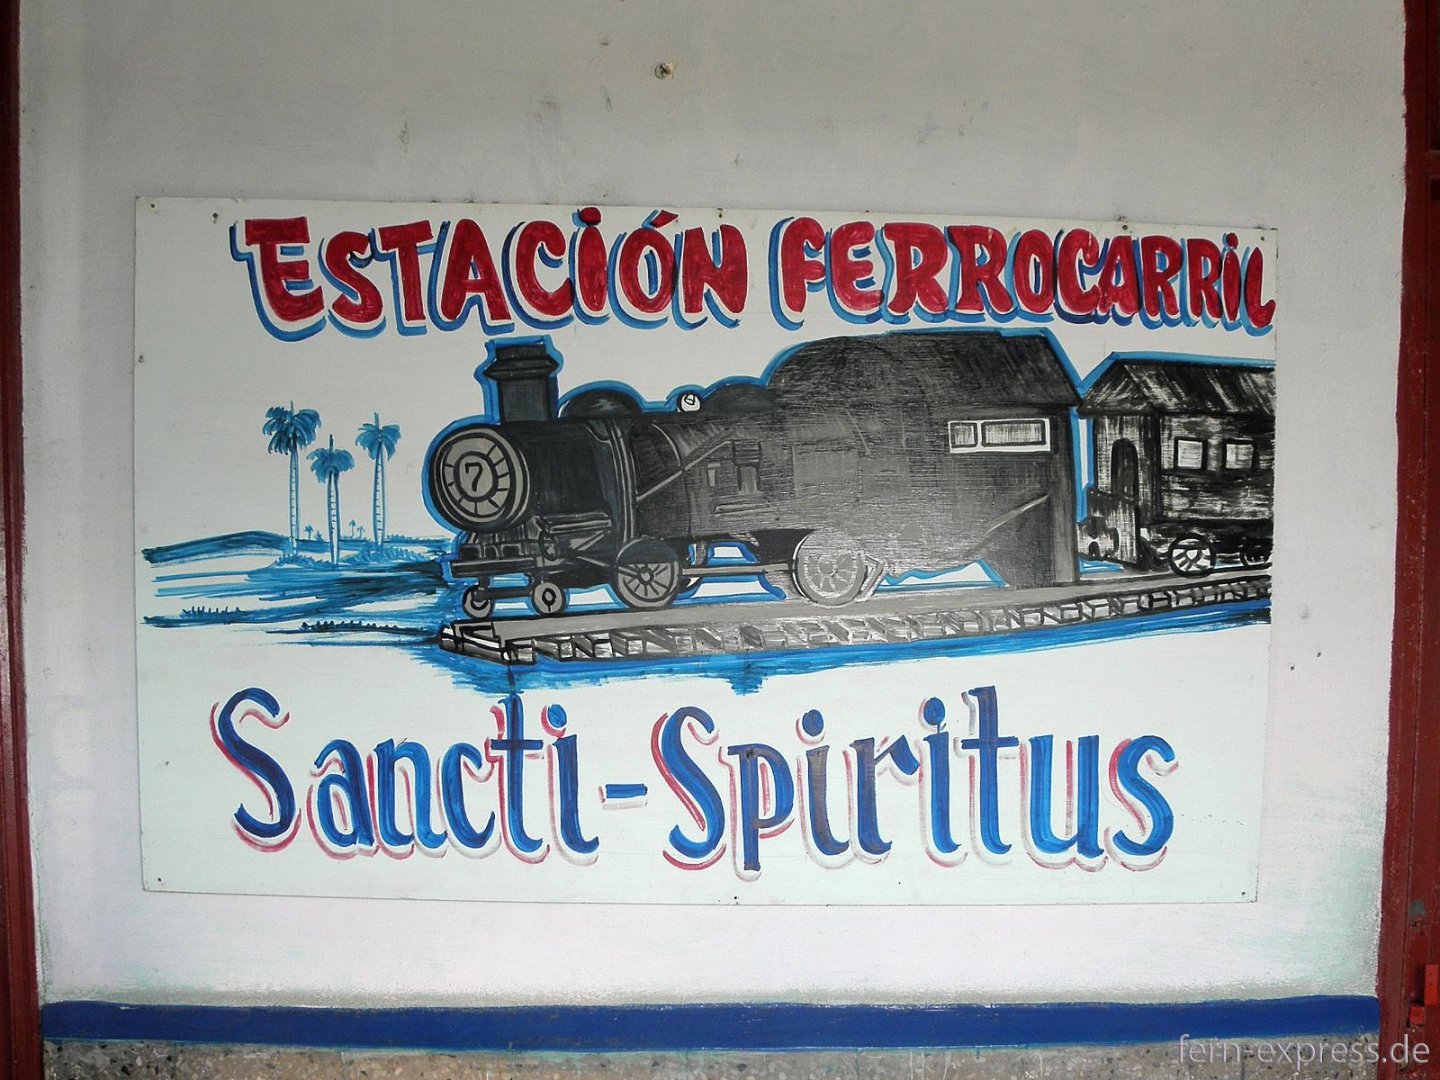 ESTACIÓN FERROCARRIL
7
Sancti-Spiritus
fern-express.de